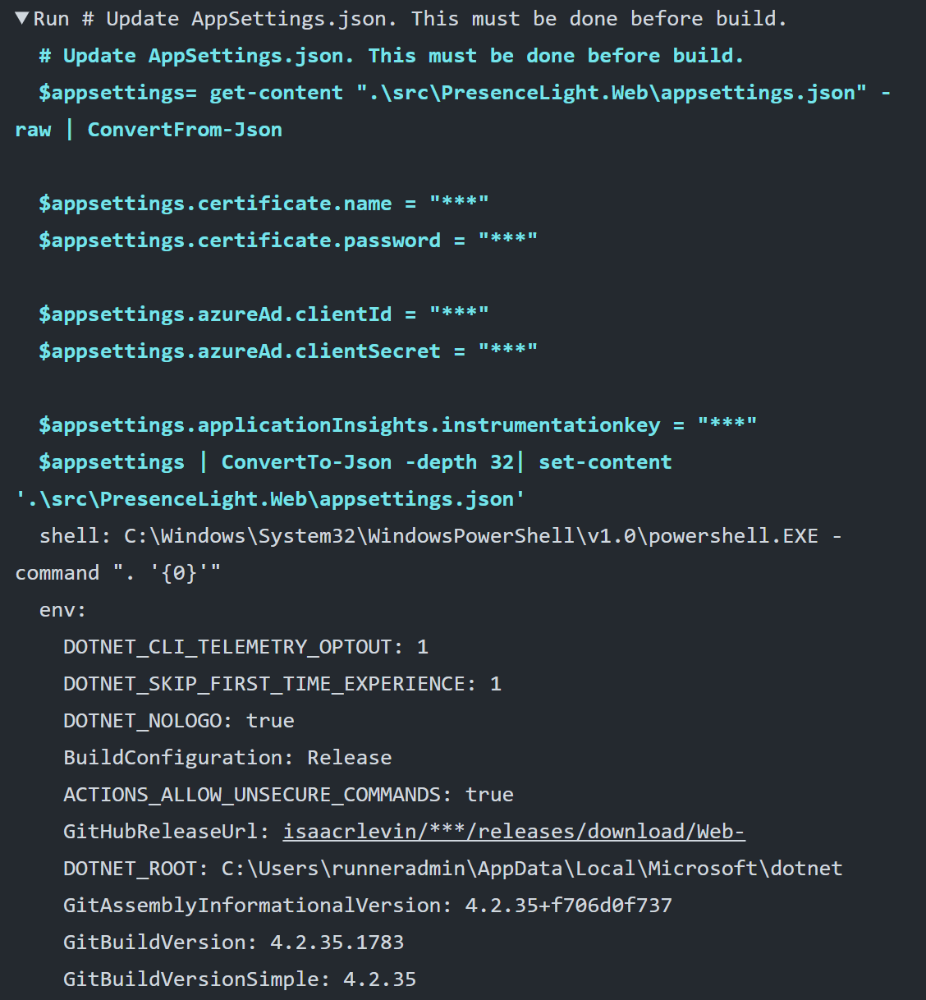 ▼Run # Update AppSettings.json. This must be done before build.
# Update AppSettings.json. This must be done before build.
$appsettings= get-content ".\src\PresenceLight.Web\appsettings.json" -
raw | ConvertFrom-Json
$appsettings.certificate.name = "***"
$appsettings.certificate.password = "***"
$appsettings.azureAd.clientId = "***"
$appsettings.azureAd.clientSecret = "***"
$appsettings.applicationInsights.instrumentationkey = "***"
$appsettings | ConvertTo-Json -depth 32| set-content
'.\src\PresenceLight.Web\appsettings.json'
shell: C:\Windows\System32\WindowsPowerShell\v1.0\powershell.EXE -
command ". '{0}'"
env:
DOTNET_CLI_TELEMETRY_OPTOUT: 1
DOTNET_SKIP_FIRST_TIME_EXPERIENCE: 1
DOTNET_NOLOGO: true
BuildConfiguration: Release
ACTIONS_ALLOW_UNSECURE_COMMANDS: true
GitHubReleaseUrl: isaacrlevin/***/releases/download/Web-
DOTNET_ROOT: C:\Users\runneradmin\AppData\Local\Microsoft\dotnet
GitAssemblyInformationalVersion: 4.2.35+f706d0f737
GitBuildVersion: 4.2.35.1783
GitBuildVersionSimple: 4.2.35